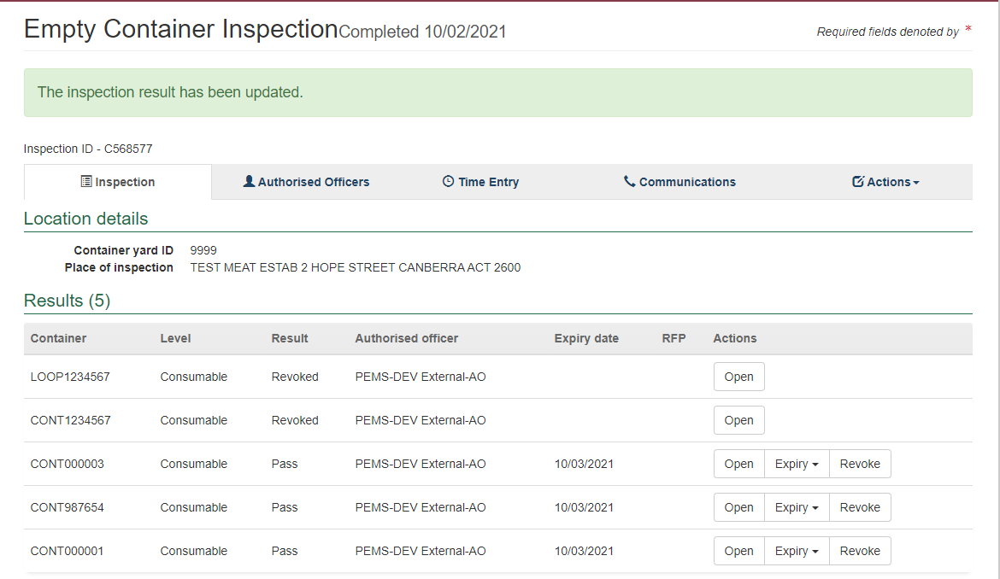 Empty Container Inspection Completed 10/02/2021
Required fields denoted by *
The inspection result has been updated.
Inspection ID - C568577
Inspection Authorised Officers Time Entry Communications Actions
Location details
Container yard ID 9999
Place of inspection TEST MEAT ESTAB 2 HOPE STREET CANBERRA ACT 2600
Results (5)
Container Level Result Authorised officer Expiry date RFP Actions
LOOP1234567 Consumable Revoked PEMS-DEV External-AO Open
CONT1234567 Consumable Revoked PEMS-DEV External-AO Open
CONT000003 Consumable Pass PEMS-DEV External-AO 10/03/2021 Open Expiry Revoke
CONT987654 Consumable Pass PEMS-DEV External-AO 10/03/2021 Open Expiry Revoke
CONT000001 Consumable Pass PEMS-DEV External-AO 10/03/2021 Open Expiry Revoke